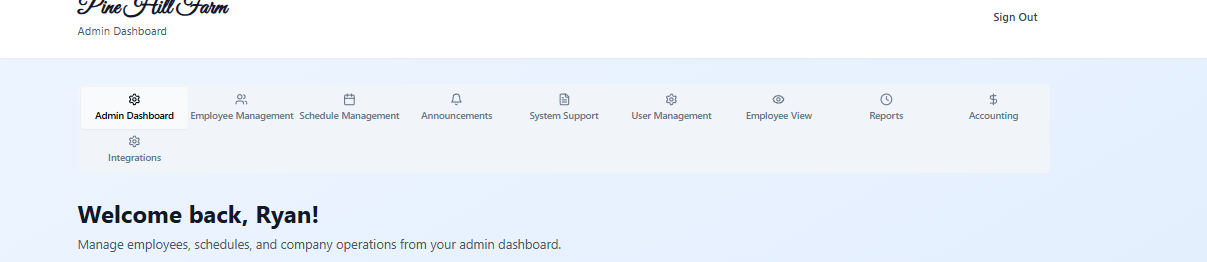 Pine Hill Farm
Admin Dashboard
Sign Out
Admin Dashboard
Employee Management
Schedule Management
Announcements
System Support
User Management
Employee View
Reports
Accounting
Integrations
Welcome back, Ryan!
Manage employees, schedules, and company operations from your admin dashboard.